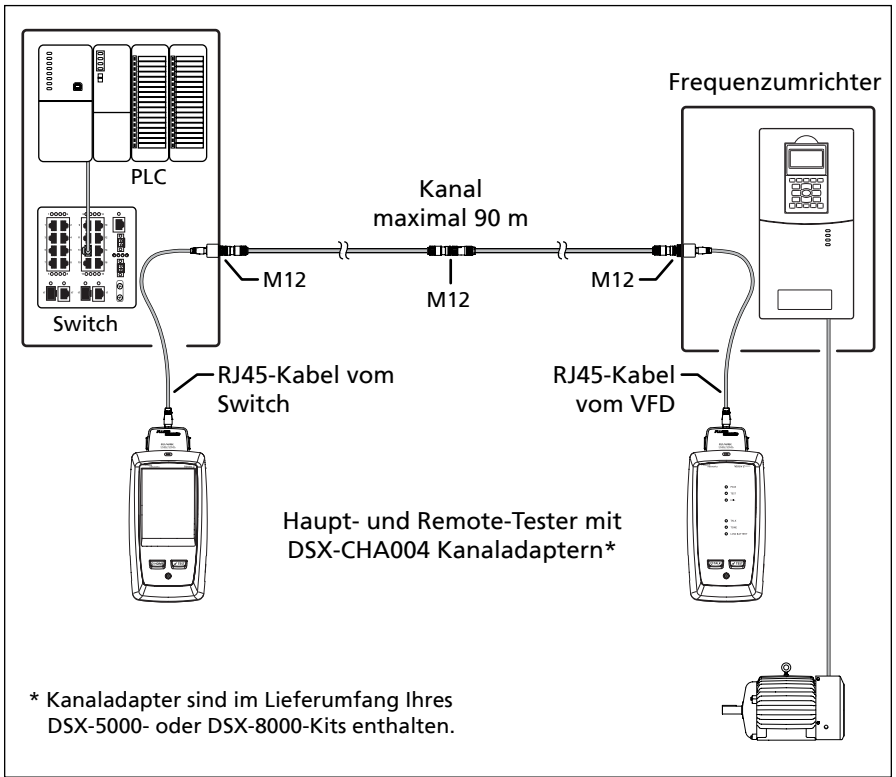 Frequenzumrichter
PLC
Kanal
maximal 90 m
M12
M12
M12
Switch
RJ45-Kabel vom
Switch
RJ45-Kabel
vom VFD
Haupt- und Remote-Tester mit
DSX-CHA004 Kanaladaptern*
* Kanaladapter sind im Lieferumfang Ihres
DSX-5000- oder DSX-8000-Kits enthalten.